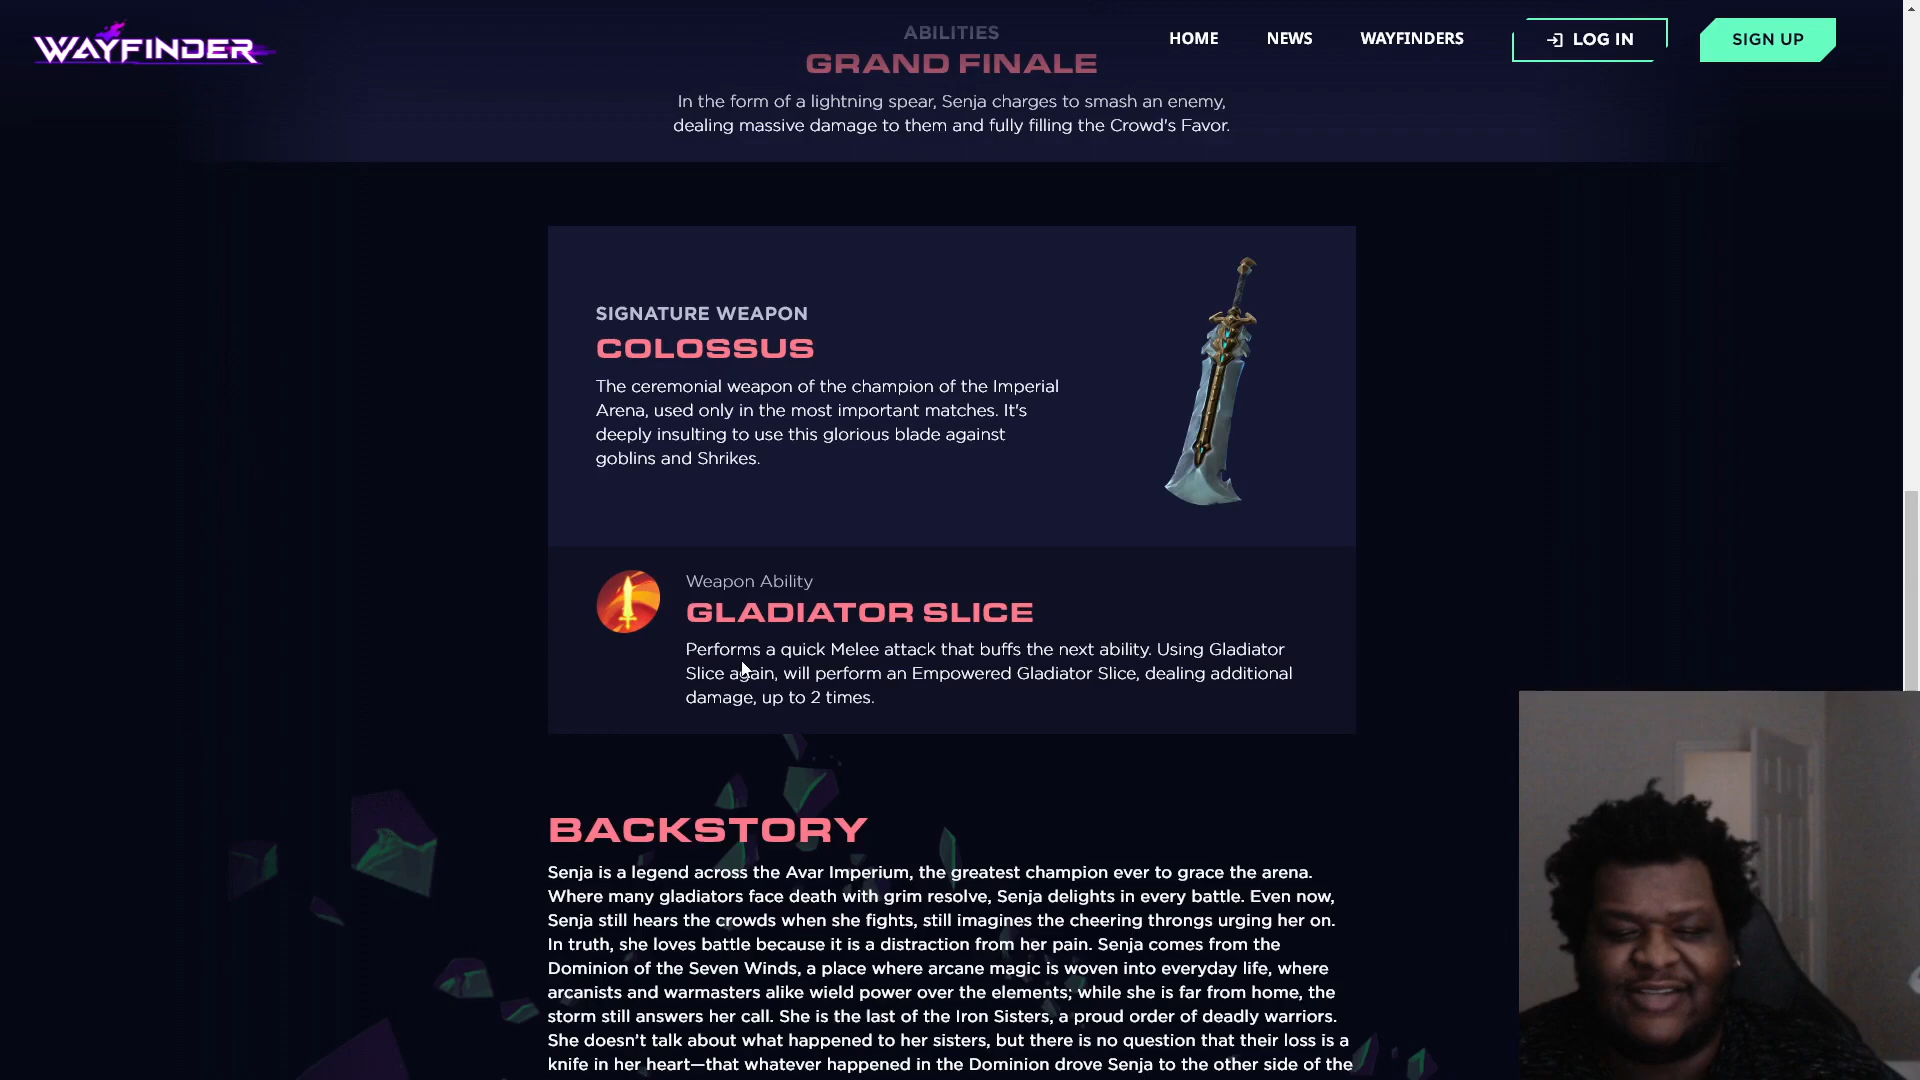 WAYFINDER
HOME
NEWS
WAYFINDERS
LOG IN
SIGN UP
ABILITIES
GRAND FINALE
In the form of a lightning spear, Senja charges to smash an enemy,
dealing massive damage to them and fully filling the Crowd's Favor.
SIGNATURE WEAPON
COLOSSUS
The ceremonial weapon of the champion of the Imperial
Arena, used only in the most important matches. It's
deeply insulting to use this glorious blade against
goblins and Shrikes.
Weapon Ability
GLADIATOR SLICE
Performs a quick Melee attack that buffs the next ability. Using Gladiator
Slice again, will perform an Empowered Gladiator Slice, dealing additional
damage, up to 2 times.
BACKSTORY
Senja is a legend across the Avar Imperium, the greatest champion ever to grace the arena.
Where many gladiators face death with grim resolve, Senja delights in every battle. Even now,
Senja still hears the crowds when she fights, still imagines the cheering throngs urging her on.
In truth, she loves battle because it is a distraction from her pain. Senja comes from the
Dominion of the Seven Winds, a place where arcane magic is woven into everyday life, where
arcanists and warmasters alike wield power over the elements; while she is far from home, the
storm still answers her call. She is the last of the Iron Sisters, a proud order of deadly warriors.
She doesn't talk about what happened to her sisters, but there is no question that their loss is a
knife in her heart—that whatever happened in the Dominion drove Senja to the other side of the